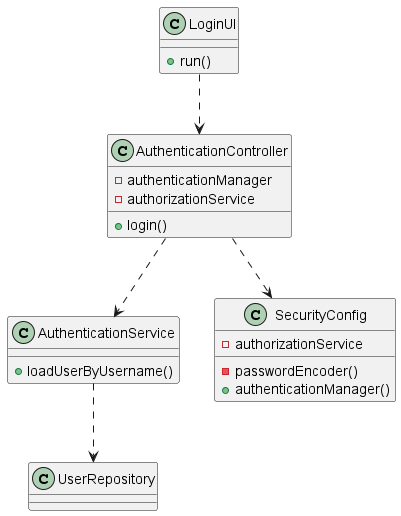 C LoginUI
run()
C AuthenticationController
authenticationManager
authorizationService
login()
C AuthenticationService
loadUserByUsername()
C SecurityConfig
authorizationService
passwordEncoder()
authenticationManager()
C UserRepository